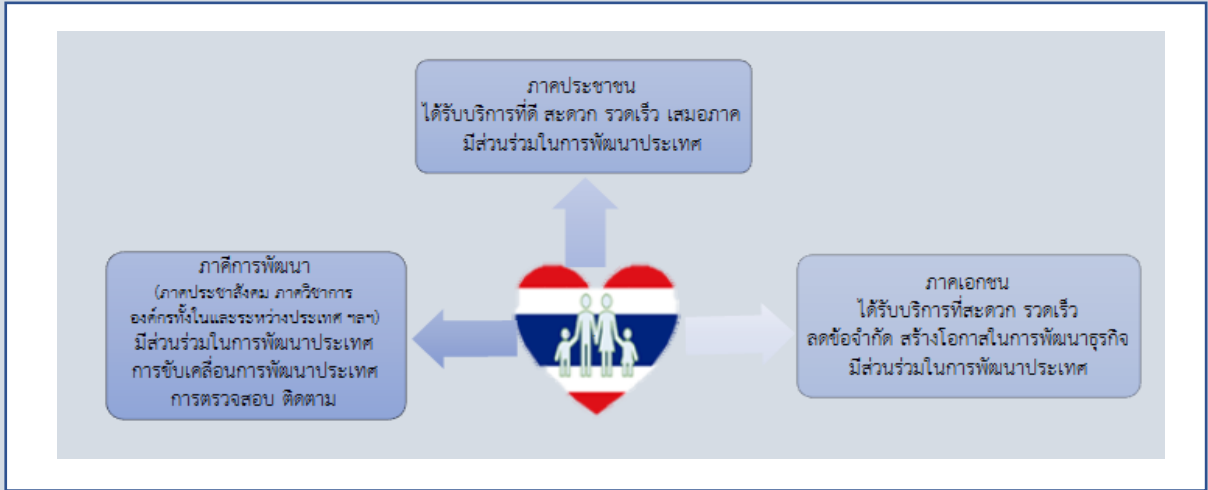 ภาคประชาชน
ได้รับบริการที่ดี สะดวก รวดเร็ว เสมอภาค
มีส่วนร่วมในการพัฒนาประเทศ
ภาคีการพัฒนา
(ภาคประชาสังคม ภาควิชาการ
องค์กรทั้งในและระหว่างประเทศ ฯลฯ)
มีส่วนร่วมในการพัฒนาประเทศ
การขับเคลื่อนการพัฒนาประเทศ
การตรวจสอบ ติดตาม
ภาคเอกชน
ได้รับบริการที่สะดวก รวดเร็ว
ลดข้อจำกัด สร้างโอกาสในการพัฒนาธุรกิจ
มีส่วนร่วมในการพัฒนาประเทศ